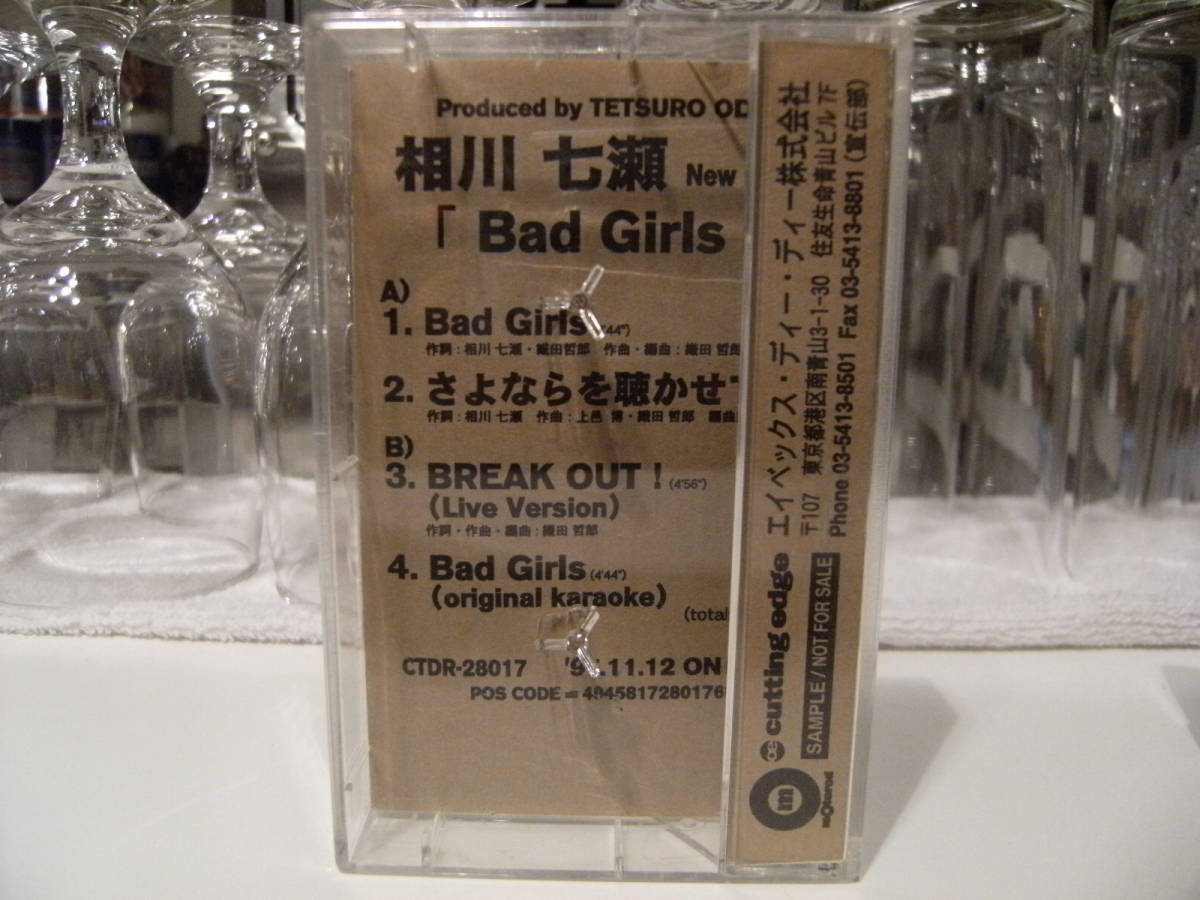 Produced by TETSURO OD
相川 七瀬 New
「 Bad Girls
A)
1. Bad Girls 44")
作詞：相川 七瀬・織田哲郎 作曲・編曲：織田 哲郎
2. さよならを聴かせて
作詞：相川 七瀬 作曲：上邑 博・織田 哲郎 編曲
B)
3. BREAK OUT ! (4'56")
(Live Version)
作詞・作曲・編曲：織田 哲郎
4. Bad Girls (4'44")
(original karaoke)
(total
CTDR-28017 11.12 ON
POS CODE = 4945817280176
エイベックス・ディー・ディー株式会社
〒107 東京都港区南青山3-1-30 住友生命青山ビル 7F
Phone 03-5413-8501 Fax 03-5413-8801 (宣伝部)
cutting edge
SAMPLE / NOT FOR SALE
m
motorod